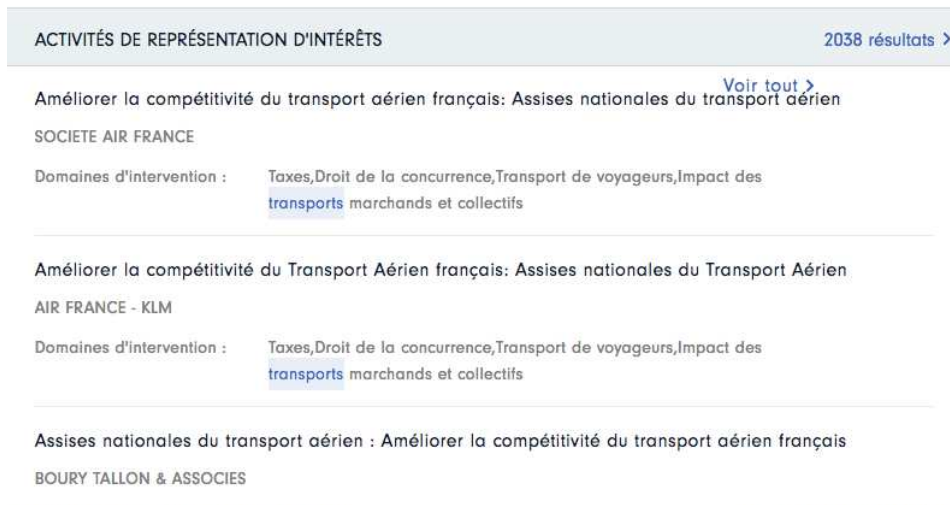 ACTIVITÉS DE REPRÉSENTATION D'INTÉRÊTS 2038 résultats >
Voir tout >
Améliorer la compétitivité du transport aérien français: Assises nationales du transport aérien
SOCIETE AIR FRANCE
Domaines d'intervention : Taxes,Droit de la concurrence,Transport de voyageurs,Impact des
transports marchands et collectifs
Améliorer la compétitivité du Transport Aérien français: Assises nationales du Transport Aérien
AIR FRANCE - KLM
Domaines d'intervention : Taxes,Droit de la concurrence,Transport de voyageurs,Impact des
transports marchands et collectifs
Assises nationales du transport aérien : Améliorer la compétitivité du transport aérien français
BOURY TALLON & ASSOCIES